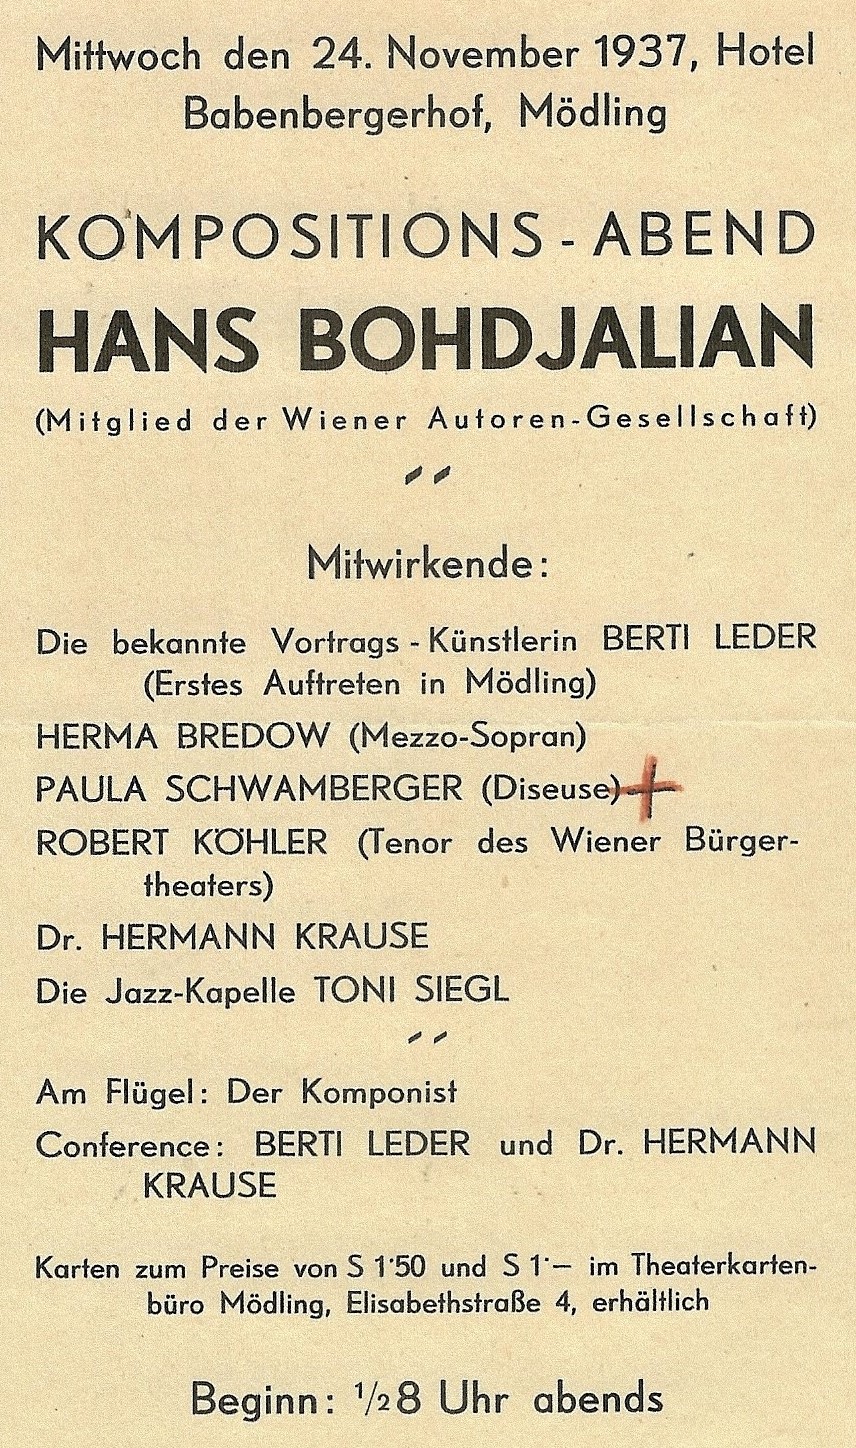 Mittwoch den 24. November 1937, Hotel
Babenbergerhof, Mödling
KOMPOSITIONS - ABEND
HANS BOHDJALIAN
(Mitglied der Wiener Autoren-Gesellschaft)
Mitwirkende:
Die bekannte Vortrags - Künstlerin BERTI LEDER
(Erstes Auftreten in Mödling)
HERMA BREDOW (Mezzo-Sopran)
PAULA SCHWAMBERGER (Diseuse)
ROBERT KÖHLER (Tenor des Wiener Bürger-
theaters)
Dr. HERMANN KRAUSE
Die Jazz-Kapelle TONI SIEGL
Am Flügel: Der Komponist
Conference: BERTI LEDER und Dr. HERMANN
KRAUSE
Karten zum Preise von S 1·50 und S 1·— im Theaterkarten-
büro Mödling, Elisabethstraße 4, erhältlich
Beginn: ½8 Uhr abends